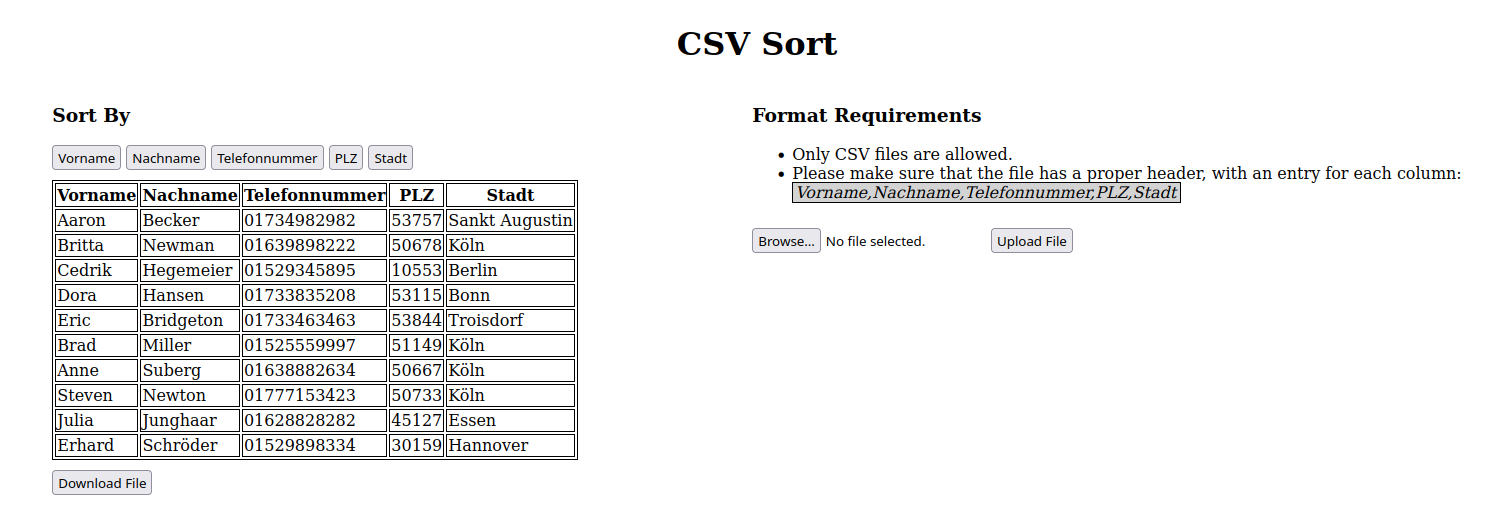 CSV Sort
Sort By
Vorname Nachname Telefonnummer PLZ Stadt
Vorname Nachname Telefonnummer PLZ Stadt
Aaron Becker 01734982982 53757 Sankt Augustin
Britta Newman 01639898222 50678 Köln
Cedrik Hegemeier 01529345895 10553 Berlin
Dora Hansen 01733835208 53115 Bonn
Eric Bridgeton 01733463463 53844 Troisdorf
Brad Miller 01525559997 51149 Köln
Anne Suberg 01638882634 50667 Köln
Steven Newton 01777153423 50733 Köln
Julia Junghaar 01628828282 45127 Essen
Erhard Schröder 01529898334 30159 Hannover
Download File
Format Requirements
• Only CSV files are allowed.
• Please make sure that the file has a proper header, with an entry for each column:
Vorname,Nachname,Telefonnummer,PLZ,Stadt
Browse... No file selected. Upload File